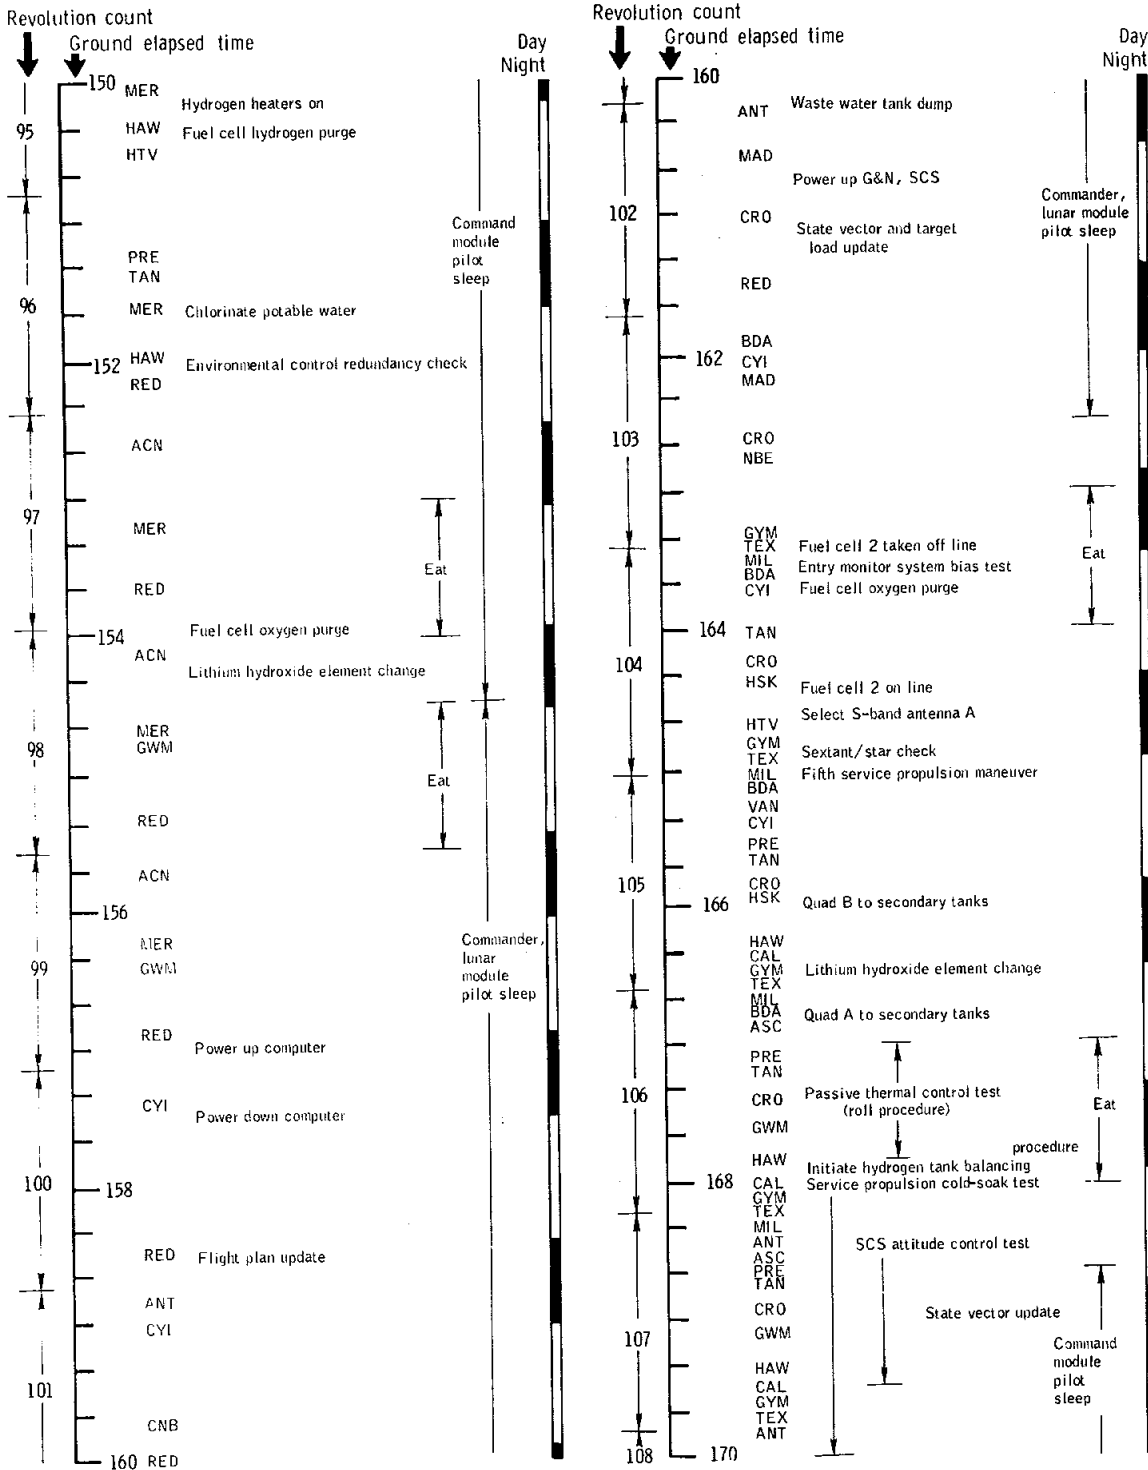 Revolution count
Ground elapsed time
Day
Night
150
MER
Hydrogen heaters on
95
HAW
Fuel cell hydrogen purge
HTV
Command
module
pilot
sleep
PRE
TAN
96
MER
Chlorinate potable water
152
HAW
Environmental control redundancy check
RED
ACN
97
MER
Eat
RED
154
Fuel cell oxygen purge
ACN
Lithium hydroxide element change
98
MER
GWM
Eat
RED
ACN
156
MER
Commander,
lunar
module
pilot sleep
99
GWM
RED
Power up computer
CYI
Power down computer
100
158
RED
Flight plan update
ANT
CYI
101
CNB
160
RED
Revolution count
Ground elapsed time
Day
Night
160
ANT
Waste water tank dump
MAD
Power up G&N, SCS
Commander,
lunar module
pilot sleep
102
CRO
State vector and target
load update
RED
BDA
162
CYI
MAD
103
CRO
NBE
GYM
TEX
Fuel cell 2 taken off line
MIL
Entry monitor system bias test
Eat
BDA
CYI
Fuel cell oxygen purge
164
TAN
104
CRO
HSK
Fuel cell 2 on line
Select S-band antenna A
HTV
GYM
TEX
Sextant/star check
MIL
Fifth service propulsion maneuver
BDA
VAN
CYI
PRE
TAN
105
CRO
166
HSK
Quad B to secondary tanks
HAW
CAL
GYM
Lithium hydroxide element change
TEX
MIL
BDA
Quad A to secondary tanks
ASC
PRE
TAN
106
CRO
Passive thermal control test
(roll procedure)
Eat
GWM
procedure
HAW
Initiate hydrogen tank balancing
168
CAL
Service propulsion cold-soak test
GYM
TEX
MIL
ANT
SCS attitude control test
ASC
PRE
TAN
CRO
State vector update
107
GWM
Command
module
pilot
sleep
HAW
CAL
GYM
TEX
ANT
108
170